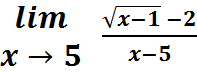 lim √x−1 −2
x → 5 x−5